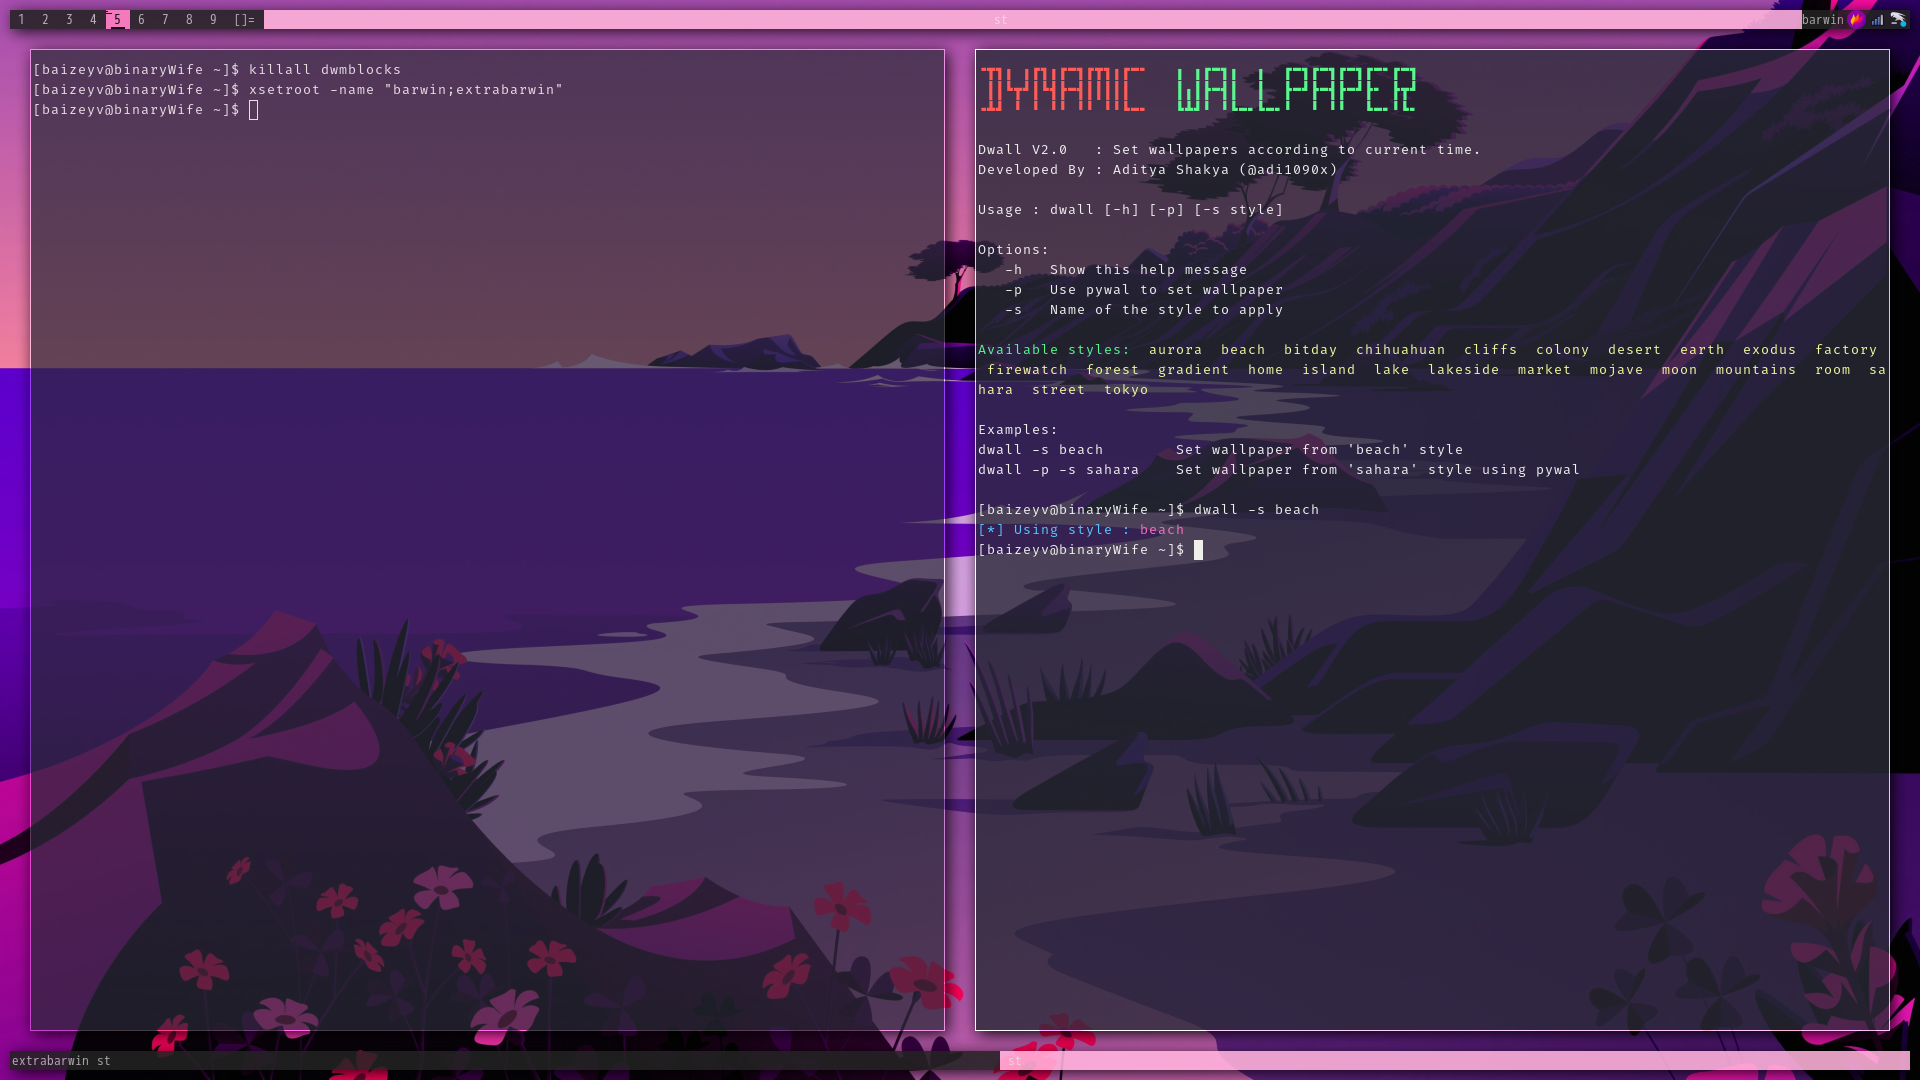 1 2 3 4 5 6 7 8 9 []= st barwin
[baizeyv@binaryWife ~]$ killall dwmblocks
[baizeyv@binaryWife ~]$ xsetroot -name "barwin;extrabarwin"
[baizeyv@binaryWife ~]$
DYNAMIC WALLPAPER
Dwall V2.0   : Set wallpapers according to current time.
Developed By : Aditya Shakya (@adi1090x)
Usage : dwall [-h] [-p] [-s style]
Options:
-h   Show this help message
-p   Use pywal to set wallpaper
-s   Name of the style to apply
Available styles:  aurora  beach  bitday  chihuahuan  cliffs  colony  desert  earth  exodus  factory
firewatch  forest  gradient  home  island  lake  lakeside  market  mojave  moon  mountains  room  sa
hara  street  tokyo
Examples:
dwall -s beach        Set wallpaper from 'beach' style
dwall -p -s sahara    Set wallpaper from 'sahara' style using pywal
[baizeyv@binaryWife ~]$ dwall -s beach
[*] Using style : beach
[baizeyv@binaryWife ~]$
extrabarwin st st